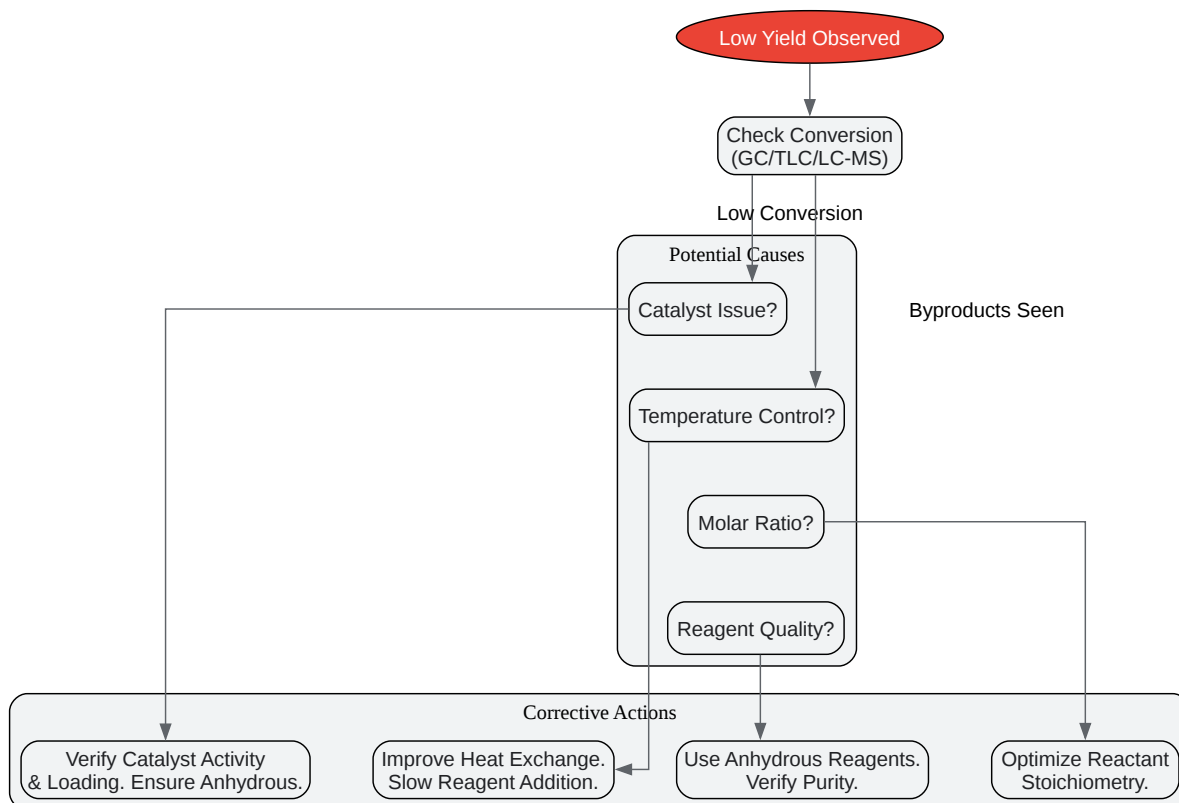 Low Yield Observed
Check Conversion
(GC/TLC/LC-MS)
Low Conversion
Potential Causes
Catalyst Issue?
Byproducts Seen
Temperature Control?
Molar Ratio?
Reagent Quality?
Corrective Actions
Verify Catalyst Activity
& Loading. Ensure Anhydrous.
Improve Heat Exchange.
Slow Reagent Addition.
Use Anhydrous Reagents.
Verify Purity.
Optimize Reactant
Stoichiometry.